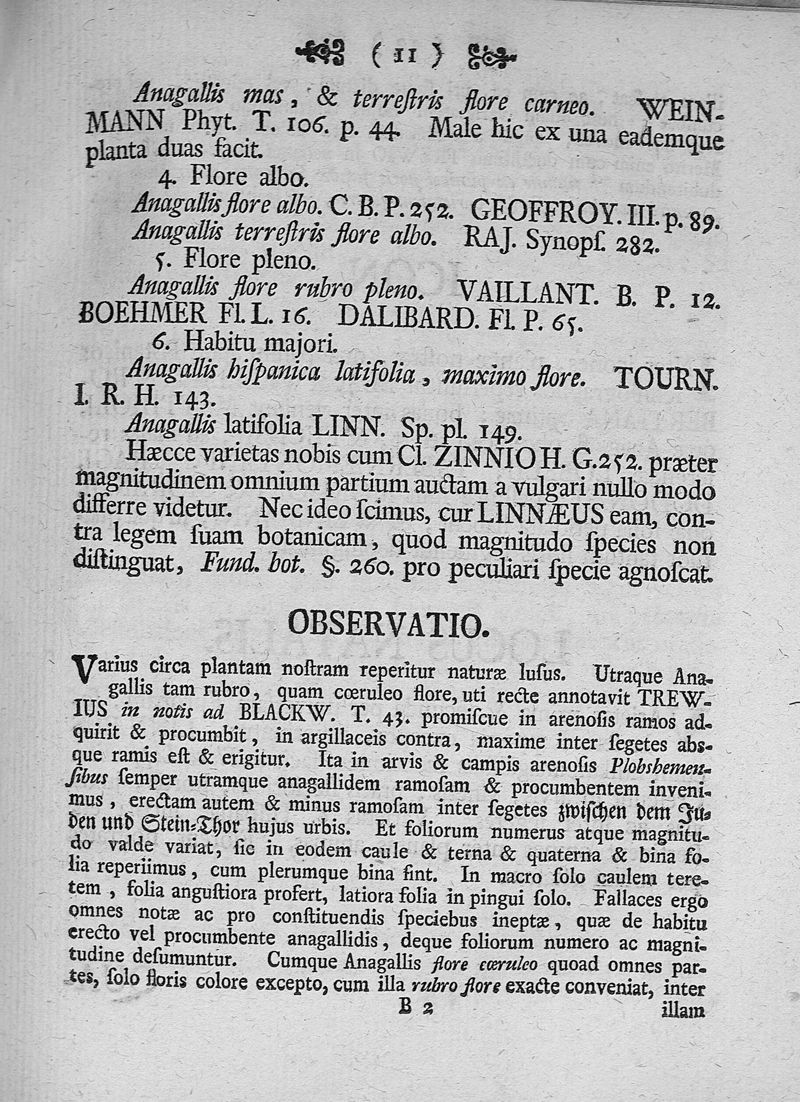 ( 11 )
Anagallis mas, & terreſtris flore carneo. WEIN-
MANN Phyt. T. 106. p. 44. Male hic ex una eademque
planta duas facit.
4. Flore albo.
Anagallis flore albo. C. B. P. 252. GEOFFROY. III. p. 89.
Anagallis terreſtris flore albo. RAJ. Synopſ. 282.
5. Flore pleno.
Anagallis flore rubro pleno. VAILLANT. B. P. 12.
BOEHMER Fl. L. 16. DALIBARD. Fl. P. 65.
6. Habitu majori.
Anagallis hiſpanica latifolia, maximo flore. TOURN.
I. R. H. 143.
Anagallis latifolia LINN. Sp. pl. 149.
Hæcce varietas nobis cum Cl. ZINNIO H. G. 252. præter
magnitudinem omnium partium auctam a vulgari nullo modo
differre videtur. Nec ideo ſcimus, cur LINNÆUS eam, con-
tra legem ſuam botanicam, quod magnitudo ſpecies non
diſtinguat, Fund. bot. §. 260. pro peculiari ſpecie agnoſcat.
OBSERVATIO.
Varius circa plantam noſtram reperitur naturæ luſus. Utraque Ana-
gallis tam rubro, quam cœruleo flore, uti recte annotavit TREW-
IUS in notis ad BLACKW. T. 43. promiſcue in arenoſis ramos ad-
quirit & procumbit, in argillaceis contra, maxime inter ſegetes abs-
que ramis eſt & erigitur. Ita in arvis & campis arenoſis Plobshemen-
ſibus ſemper utramque anagallidem ramoſam & procumbentem inveni-
mus, erectam autem & minus ramoſam inter ſegetes zwiſchen dem Ju-
den und Stein-Thor hujus urbis. Et foliorum numerus atque magnitu-
do valde variat, ſic in eodem caule & terna & quaterna & bina fo-
lia reperiimus, cum plerumque bina ſint. In macro ſolo caulem tere-
tem, folia anguſtiora profert, latiora folia in pingui ſolo. Fallaces ergo
omnes notæ ac pro conſtituendis ſpeciebus ineptæ, quæ de habitu
erecto vel procumbente anagallidis, deque foliorum numero ac magni-
tudine deſumuntur. Cumque Anagallis flore cœruleo quoad omnes par-
tes, ſolo floris colore excepto, cum illa rubro flore exacte conveniat, inter
B 2 illam